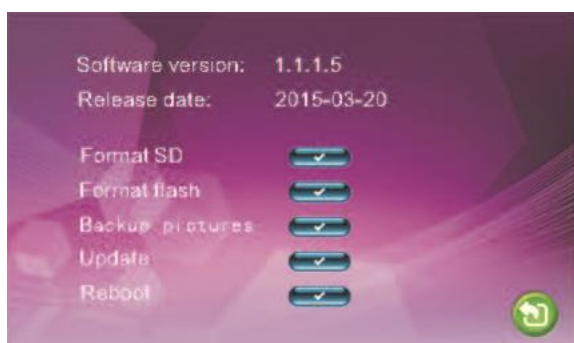 Software version: 1.1.1.5
Release date: 2015-03-20
Format SD
Format flash
Backup pictures
Update
Reboot